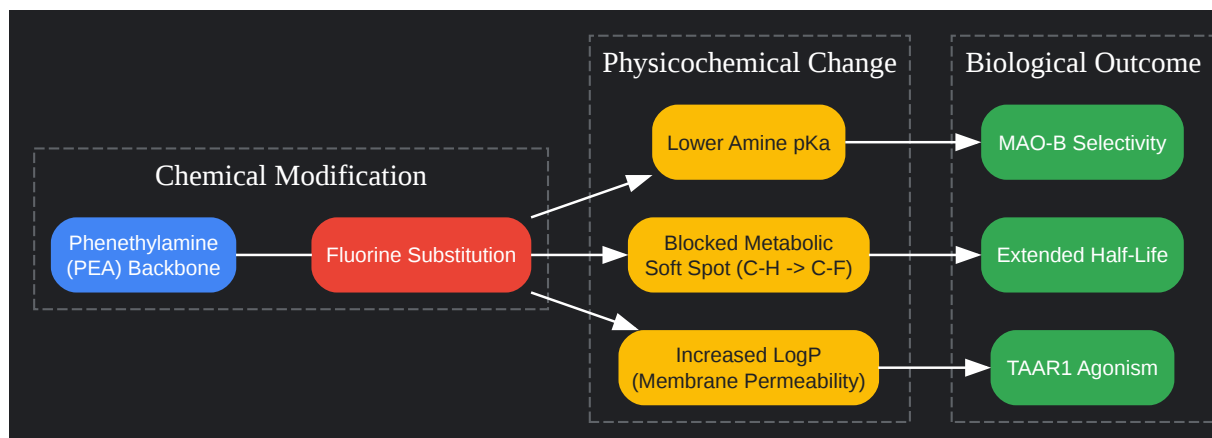 Chemical Modification
Phenethylamine
(PEA) Backbone
Fluorine Substitution
Physicochemical Change
Lower Amine pKa
Blocked Metabolic
Soft Spot (C-H -> C-F)
Increased LogP
(Membrane Permeability)
Biological Outcome
MAO-B Selectivity
Extended Half-Life
TAAR1 Agonism